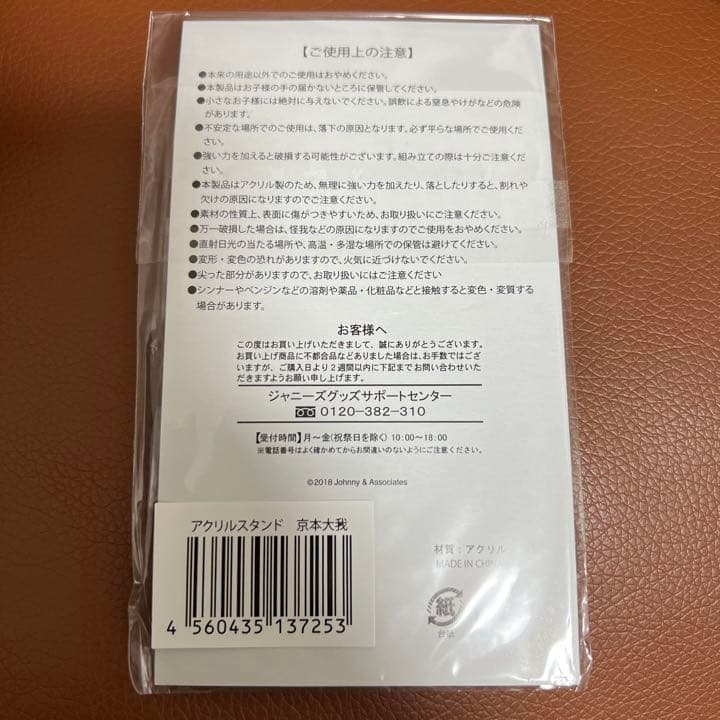 【ご使用上の注意】
●本来の用途以外でのご使用はおやめください。
●本製品はお子様の手の届かないところに保管してください。
●小さなお子様には絶対に与えないでください。誤飲による窒息やけがなどの危険
があります。
●不安定な場所でのご使用は、落下の原因となります。必ず平らな場所でご使用くだ
さい。
●強い力を加えると破損する可能性がございます。組み立ての際は十分ご注意くだ
さい。
●本製品はアクリル製のため、無理に強い力を加えたり、落としたりすると、割れや
欠けの原因になりますのでご注意ください。
●素材の性質上、表面に傷がつきやすいため、お取り扱いにご注意ください。
●万一破損した場合は、怪我などの原因になりますのでご使用をおやめください。
●直射日光の当たる場所や、高温・多湿な場所での保管は避けてください。
●変形・変色の恐れがありますので、火気に近づけないでください。
●尖った部分がありますので、お取り扱いにはご注意ください
●シンナーやベンジンなどの溶剤や薬品・化粧品などと接触すると変色・変質する
場合があります。
お客様へ
この度はお買い上げいただきまして、誠にありがとうございます。
お買い上げ商品に不都合品などありました場合は、お手数ではござ
いますが、ご購入日より2週間以内に下記までお問い合わせいた
だきますようお願い申し上げます。
ジャニーズグッズサポートセンター
0120-382-310
【受付時間】月〜金(祝祭日を除く) 10:00〜18:00
※電話番号はよく確かめてからお間違いのないようにご注意ください。
©2018 Johnny & Associates
アクリルスタンド 京本大我
4 560435 137253
材質：アクリル
MADE IN CHINA
紙
台紙